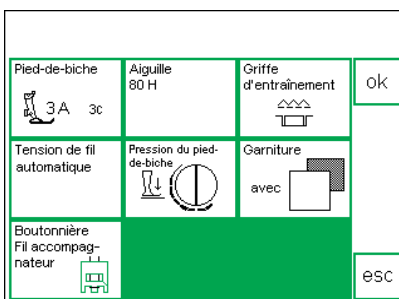 Pied-de-biche
3A 3c
Aiguille
80 H
Griffe
d'entraînement
ok
Tension de fil
automatique
Pression du pied-
de-biche
Garniture
avec
Boutonnière
Fil accompag-
nateur
esc